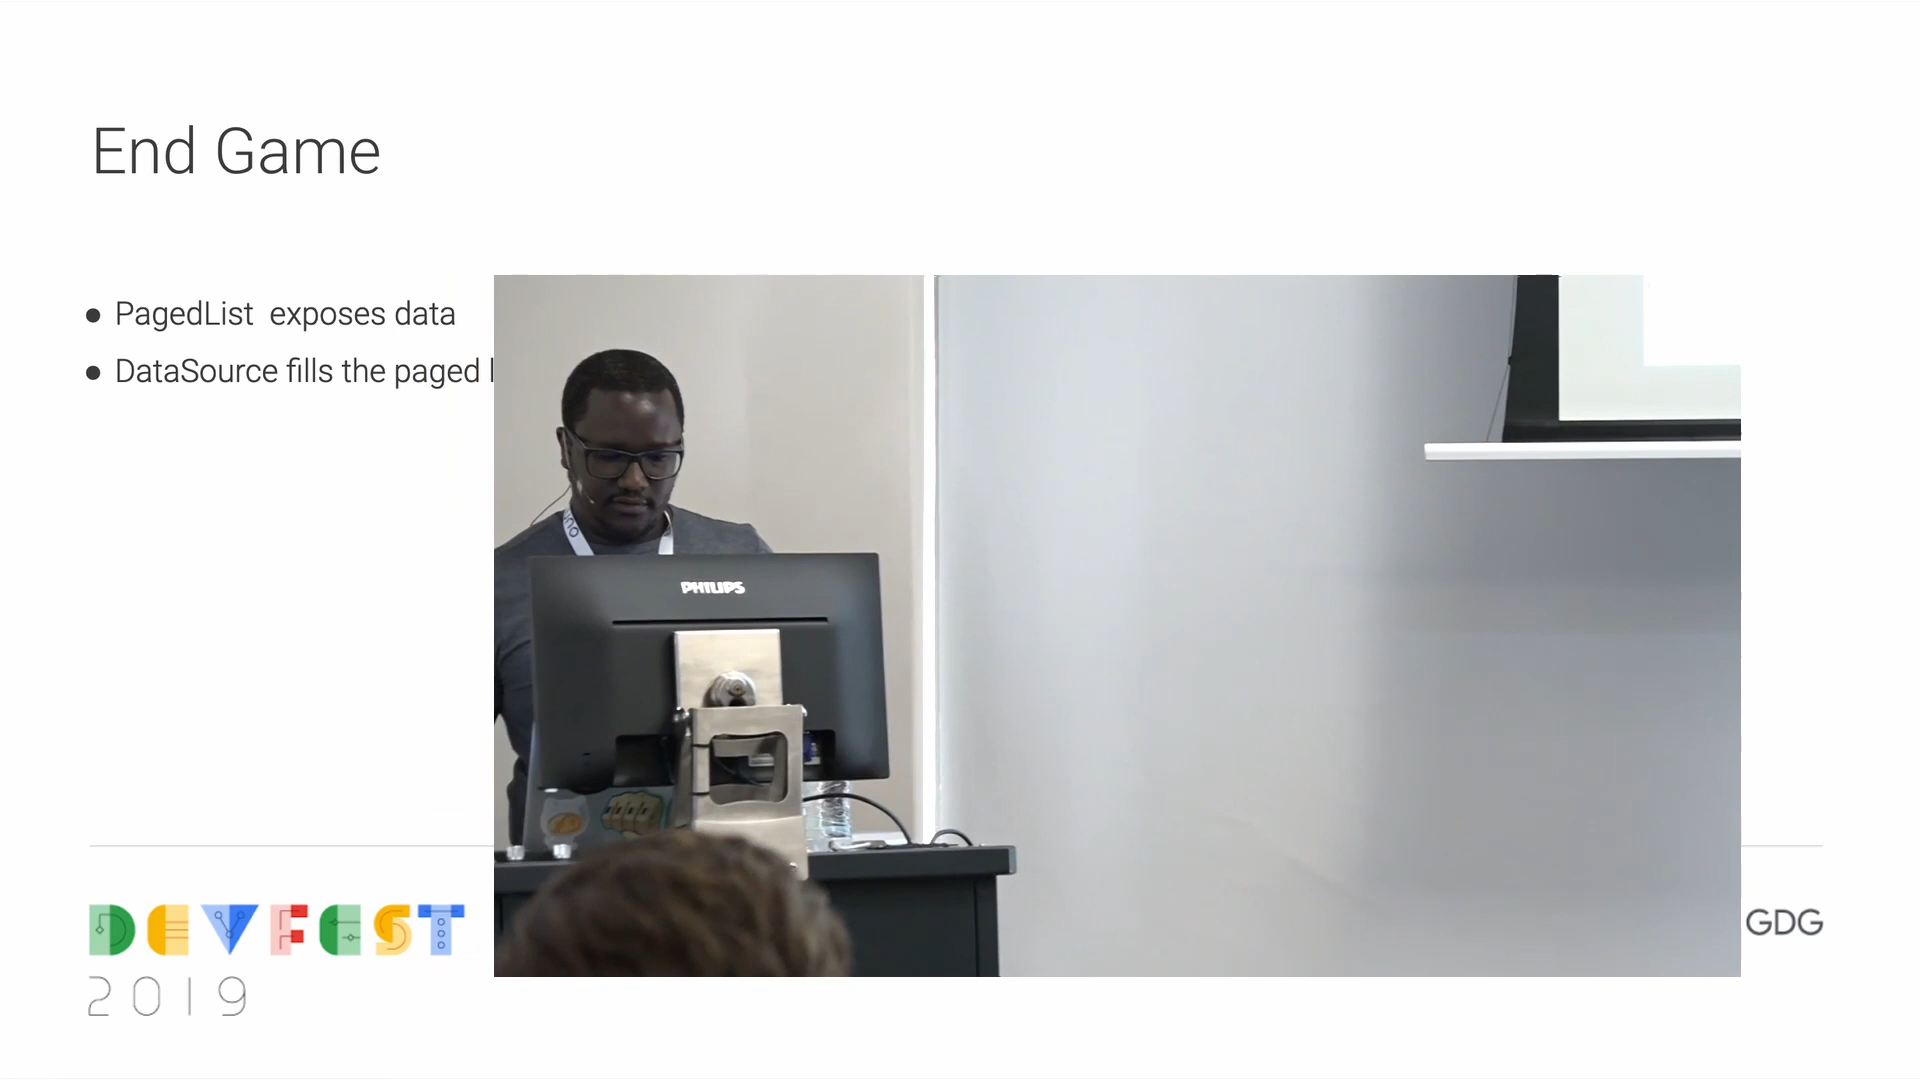 End Game
● PagedList exposes data
● DataSource fills the paged
PHILIPS
DEVFEST
2019
GDG